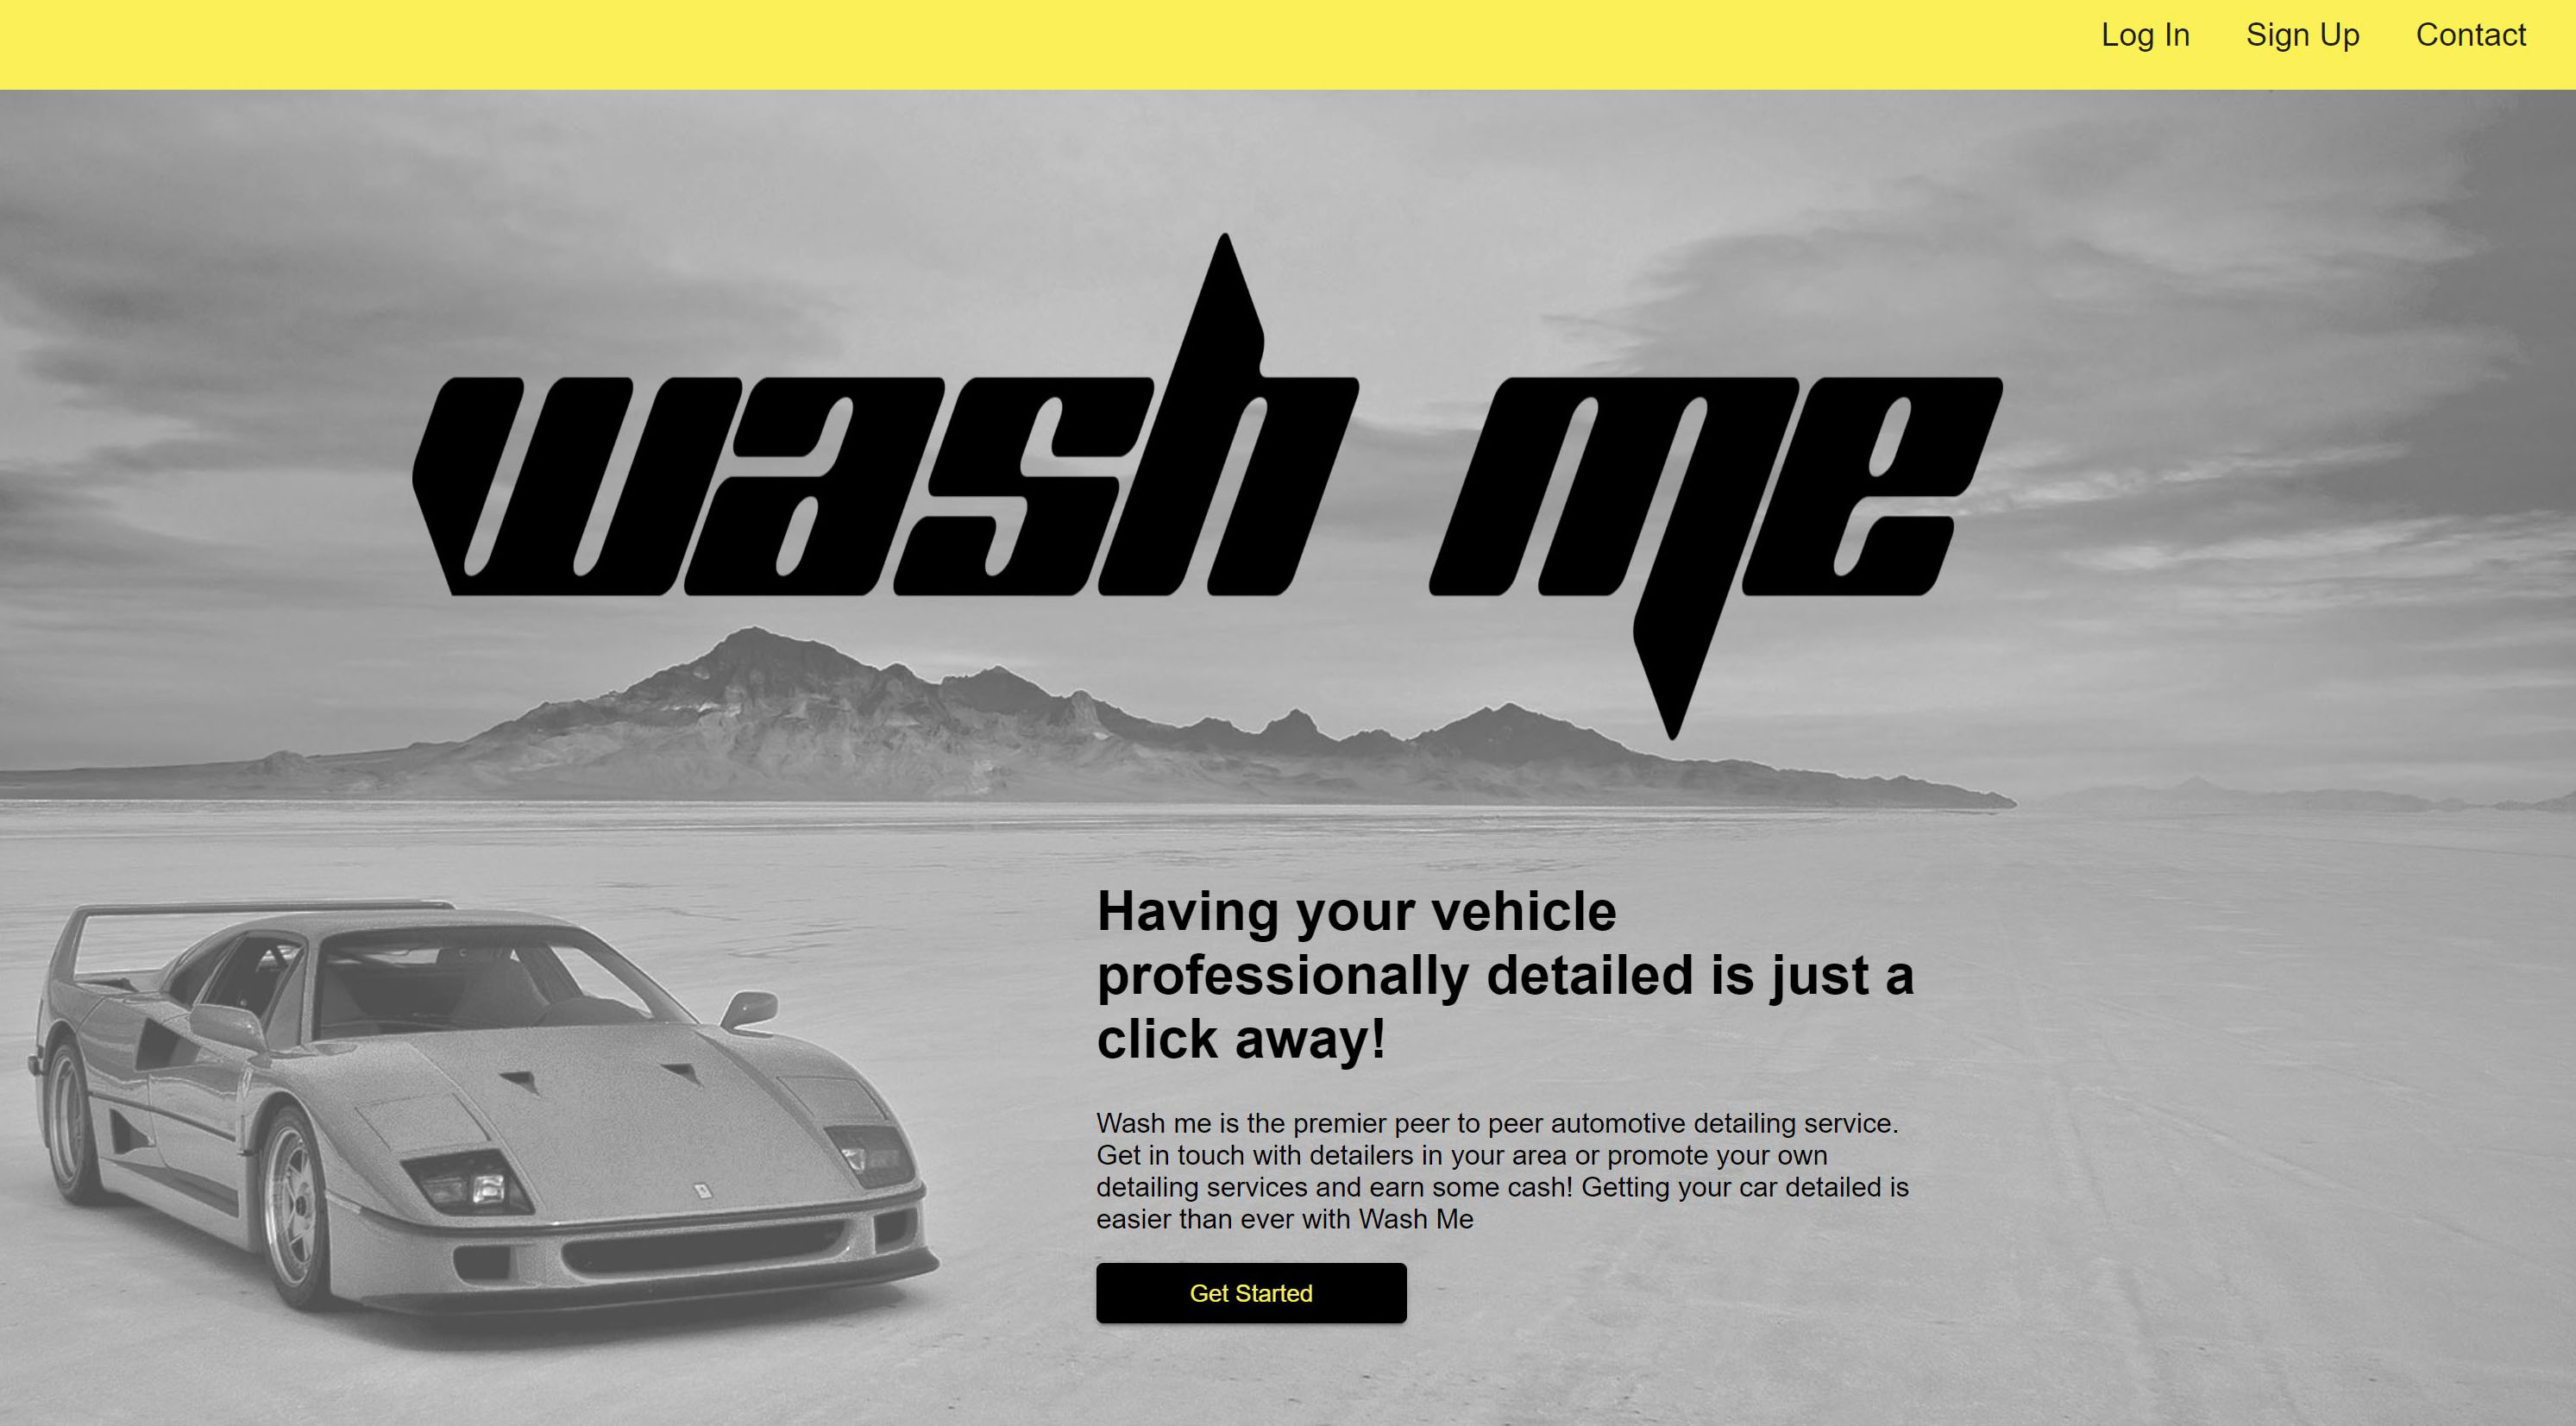 Log In Sign Up Contact
wash me
Having your vehicle
professionally detailed is just a
click away!
Wash me is the premier peer to peer automotive detailing service.
Get in touch with detailers in your area or promote your own
detailing services and earn some cash! Getting your car detailed is
easier than ever with Wash Me
Get Started